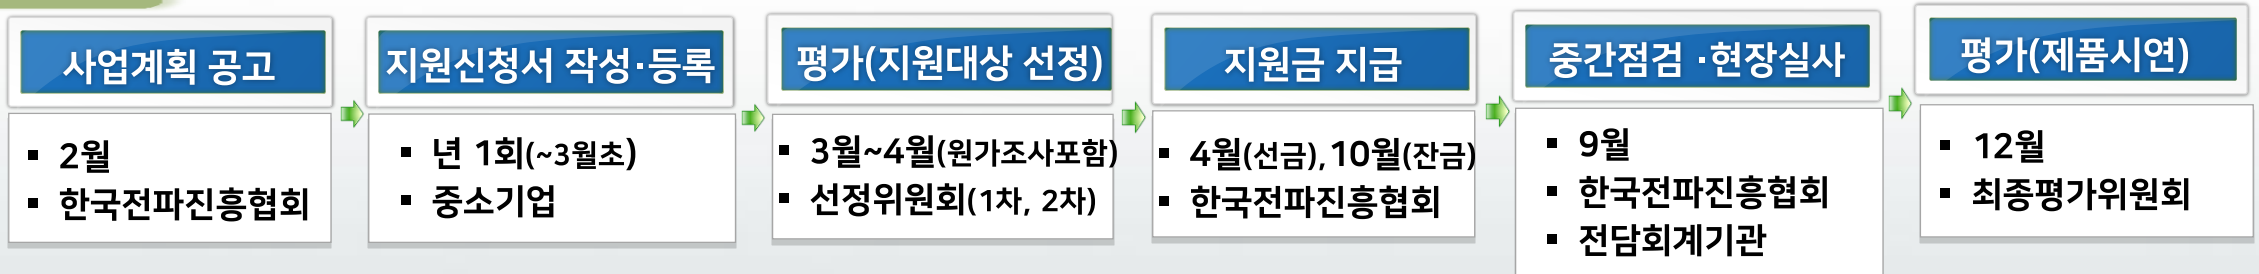 사업계획 공고
▪ 2월
▪ 한국전파진흥협회
지원신청서 작성·등록
▪ 년 1회(~3월초)
▪ 중소기업
평가(지원대상 선정)
▪ 3월~4월(원가조사포함)
▪ 선정위원회(1차, 2차)
지원금 지급
▪ 4월(선금),10월(잔금)
▪ 한국전파진흥협회
중간점검 ·현장실사
▪ 9월
▪ 한국전파진흥협회
▪ 전담회계기관
평가(제품시연)
▪ 12월
▪ 최종평가위원회